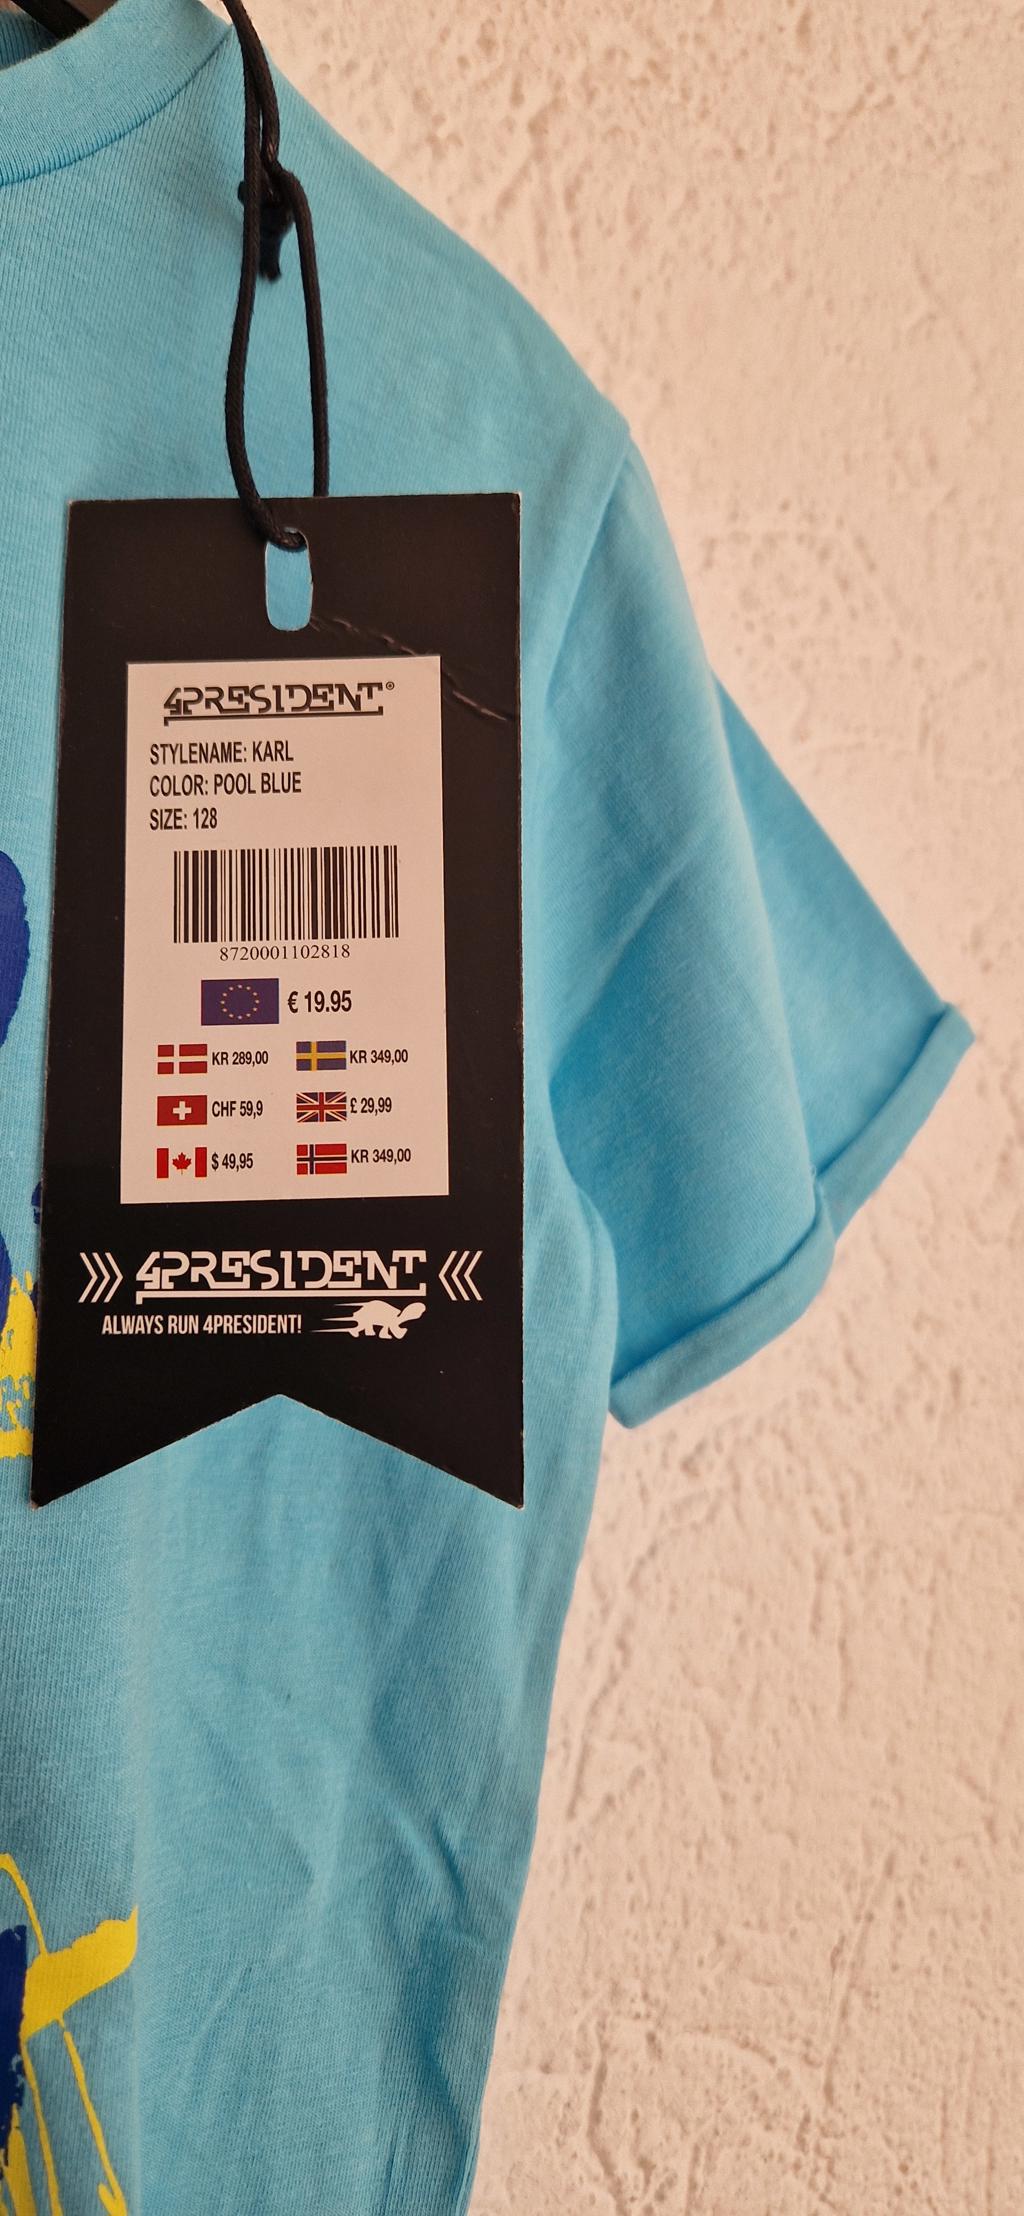 4PRESIDENT®
STYLENAME: KARL
COLOR: POOL BLUE
SIZE: 128
8720001102818
€ 19.95
KR 289,00 KR 349,00
CHF 59,9 £ 29,99
$ 49,95 KR 349,00
4PRESIDENT
ALWAYS RUN 4PRESIDENT!